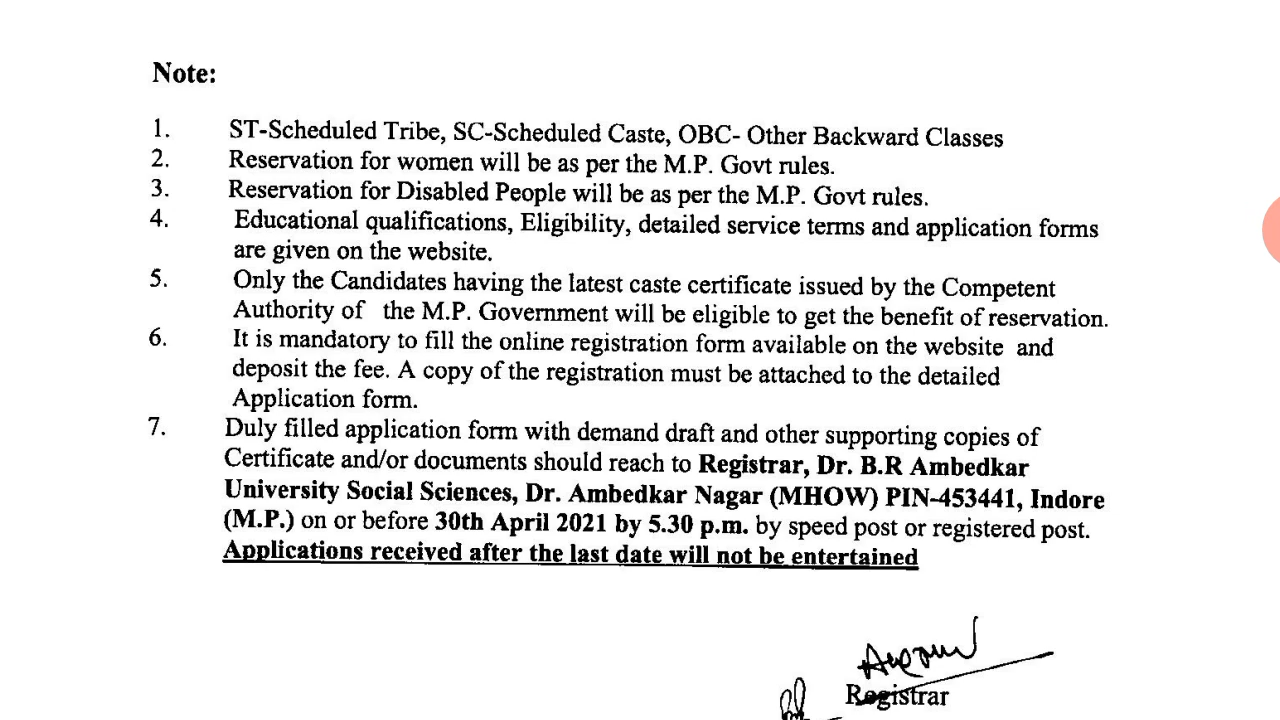 Note:
1. ST-Scheduled Tribe, SC-Scheduled Caste, OBC- Other Backward Classes
2. Reservation for women will be as per the M.P. Govt rules.
3. Reservation for Disabled People will be as per the M.P. Govt rules.
4. Educational qualifications, Eligibility, detailed service terms and application forms
are given on the website.
5. Only the Candidates having the latest caste certificate issued by the Competent
Authority of the M.P. Government will be eligible to get the benefit of reservation.
6. It is mandatory to fill the online registration form available on the website and
deposit the fee. A copy of the registration must be attached to the detailed
Application form.
7. Duly filled application form with demand draft and other supporting copies of
Certificate and/or documents should reach to Registrar, Dr. B.R Ambedkar
University Social Sciences, Dr. Ambedkar Nagar (MHOW) PIN-453441, Indore
(M.P.) on or before 30th April 2021 by 5.30 p.m. by speed post or registered post.
Applications received after the last date will not be entertained
Registrar